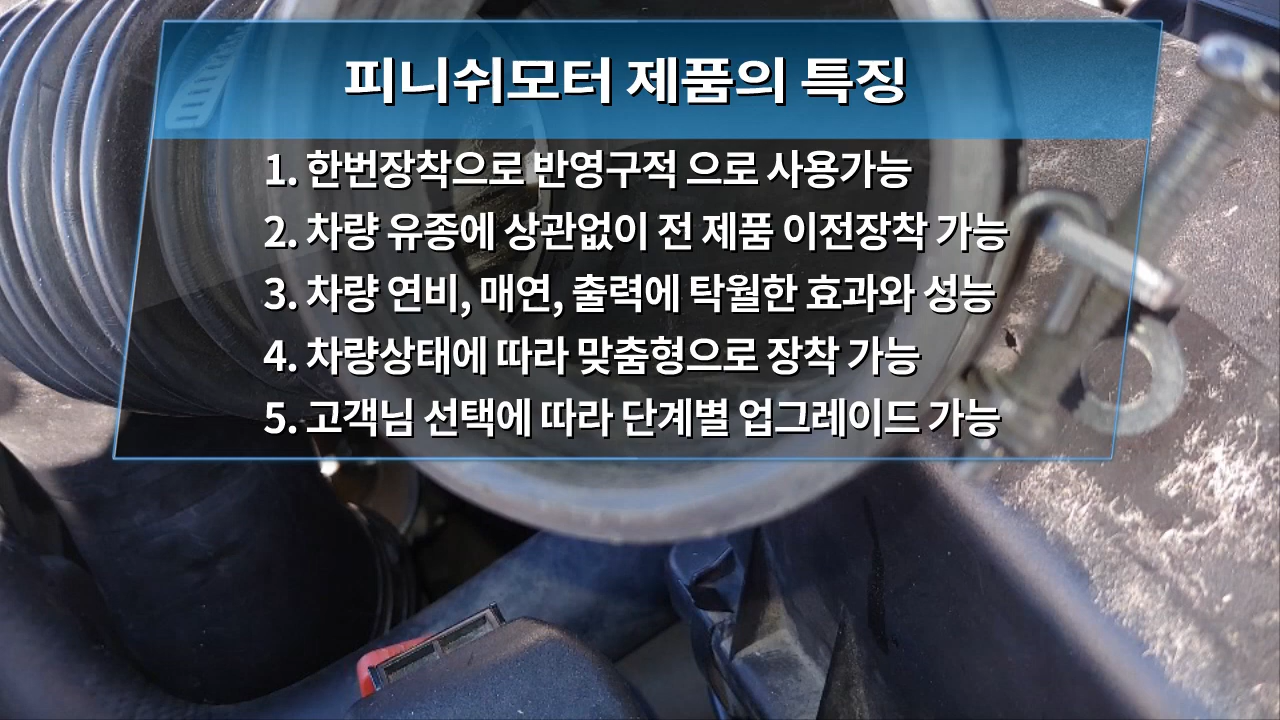 피니쉬모터 제품의 특징
1. 한번장착으로 반영구적 으로 사용가능
2. 차량 유종에 상관없이 전 제품 이전장착 가능
3. 차량 연비, 매연, 출력에 탁월한 효과와 성능
4. 차량상태에 따라 맞춤형으로 장착 가능
5. 고객님 선택에 따라 단계별 업그레이드 가능